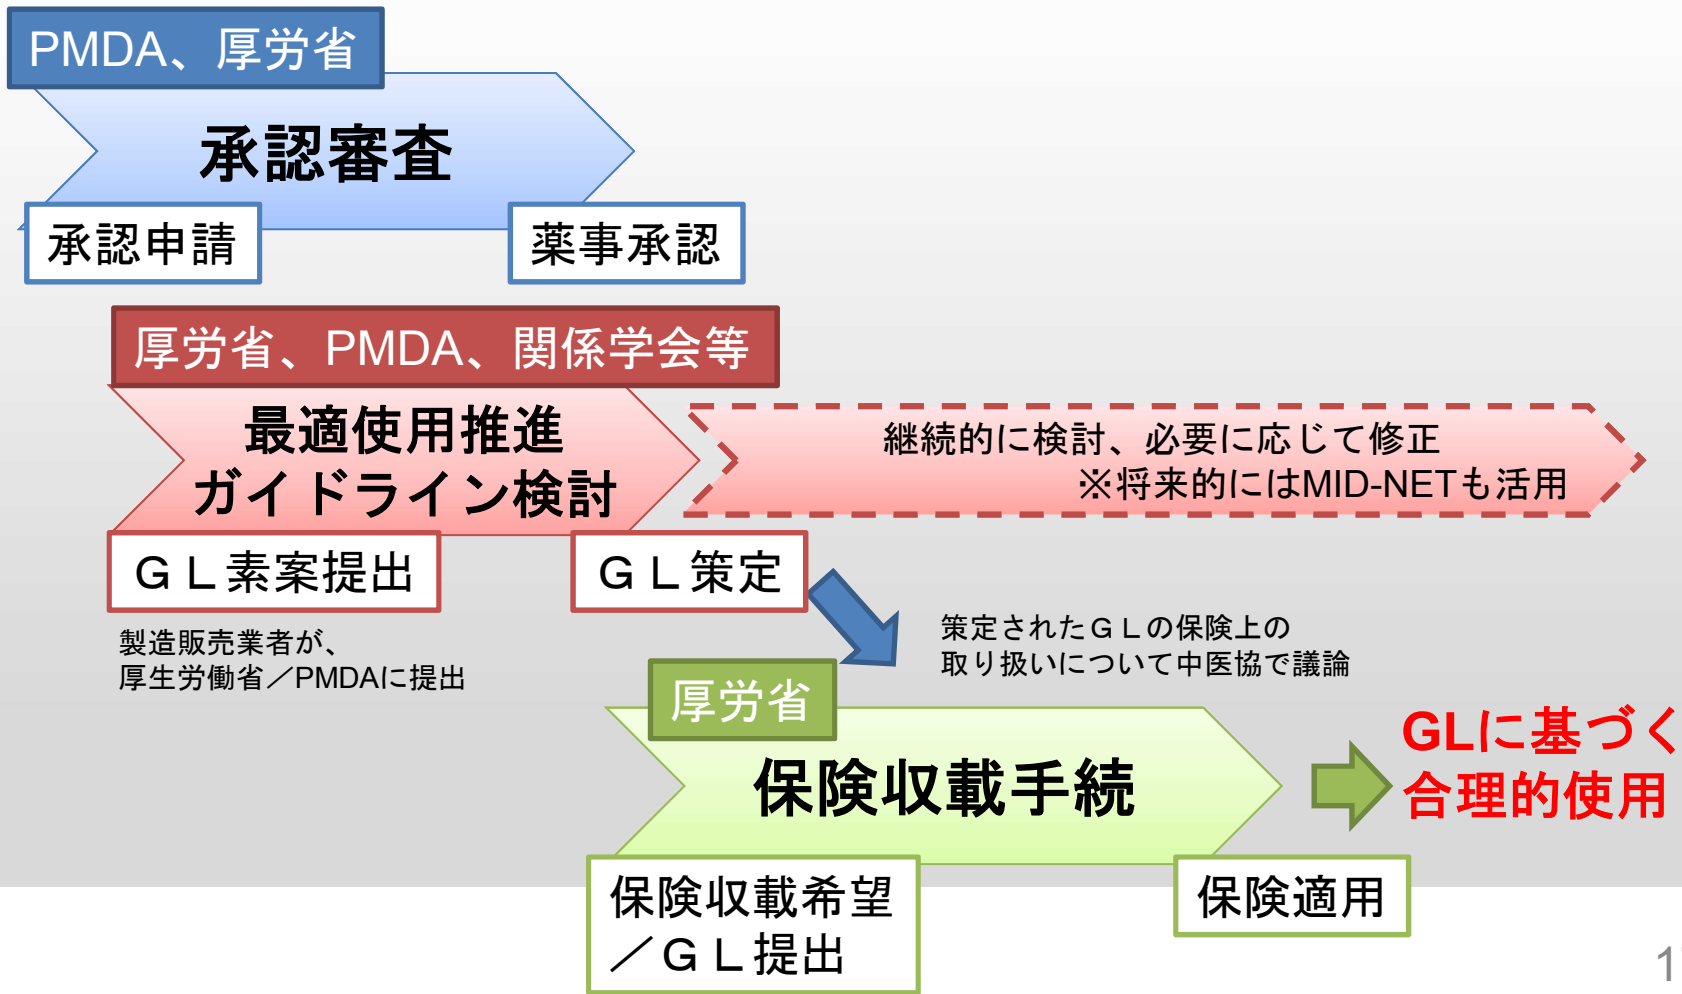 PMDA、厚労省
承認審査
承認申請
薬事承認
厚労省、PMDA、関係学会等
最適使用推進
ガイドライン検討
継続的に検討、必要に応じて修正
※将来的にはMID-NETも活用
ＧＬ素案提出
ＧＬ策定
製造販売業者が、
厚生労働省／PMDAに提出
策定されたＧＬの保険上の
取り扱いについて中医協で議論
厚労省
保険収載手続
GLに基づく
合理的使用
保険収載希望
／ＧＬ提出
保険適用